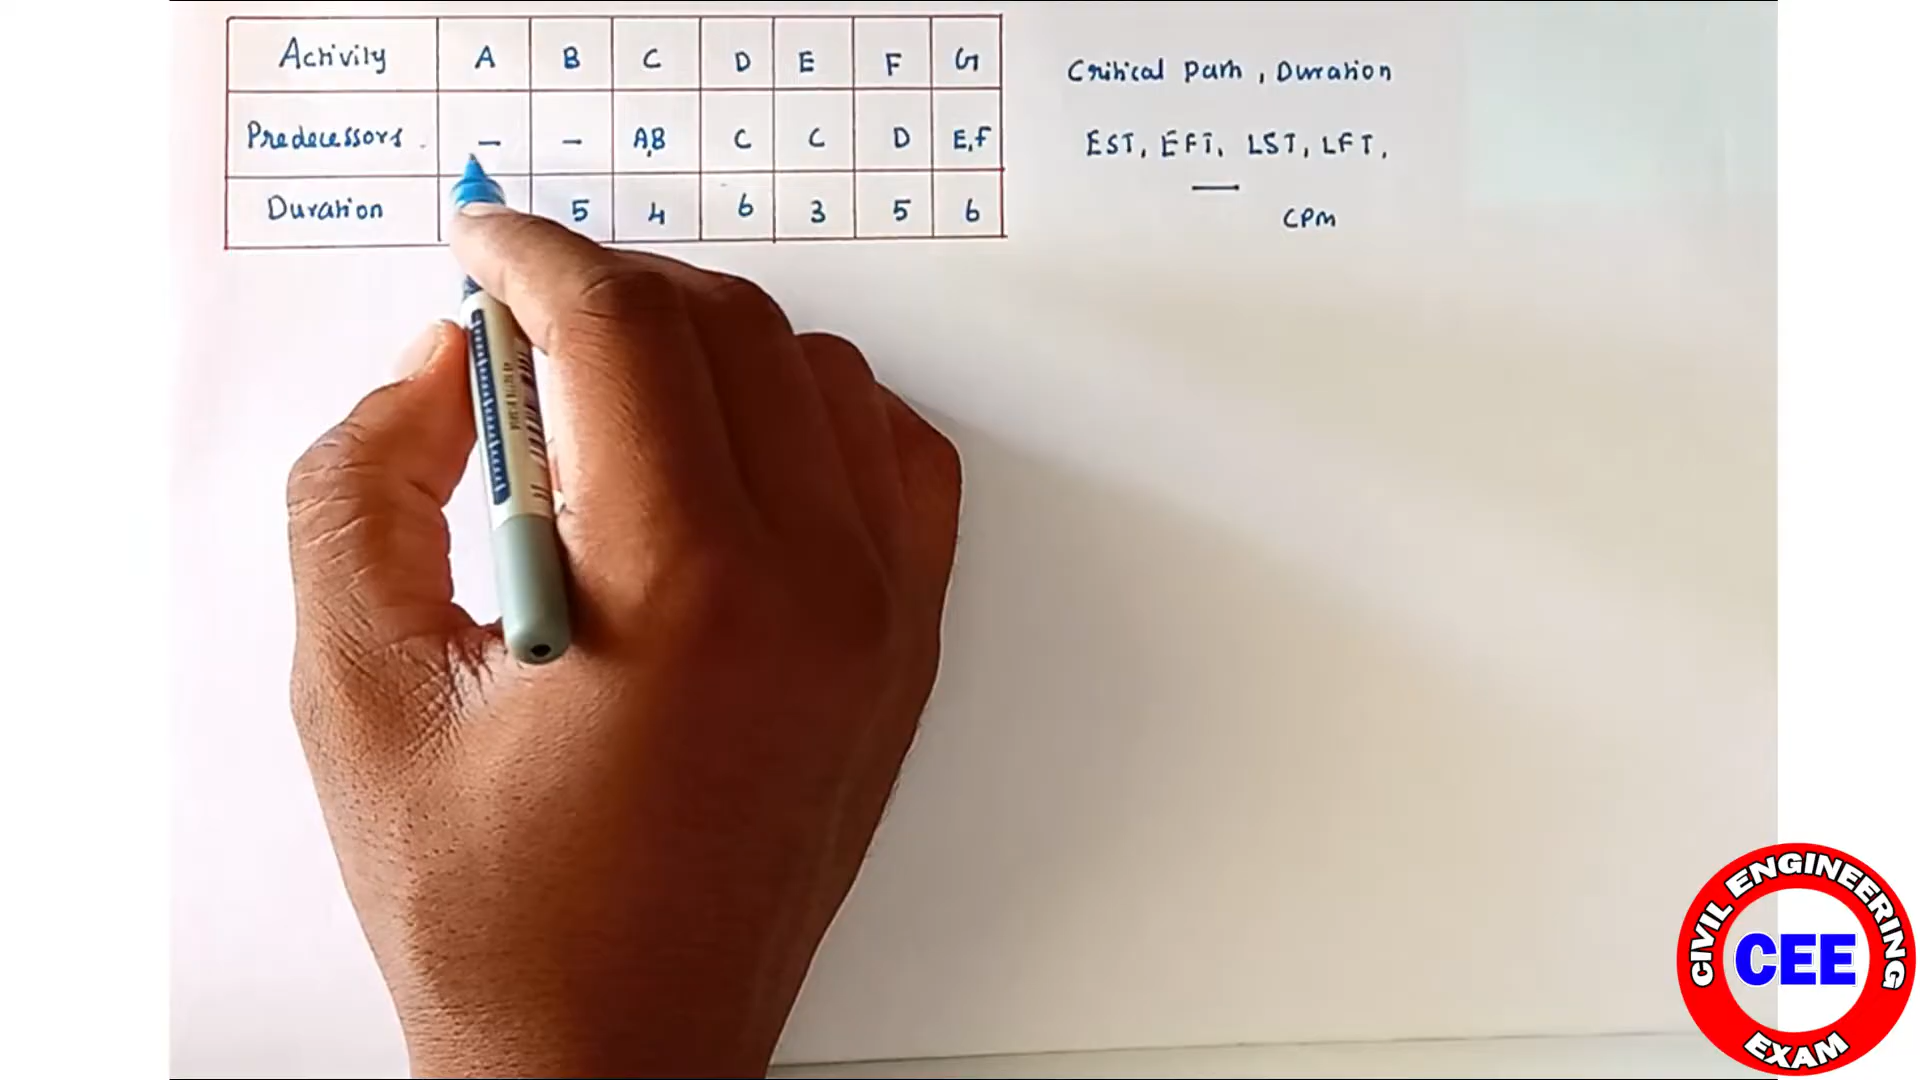 Activity A B C D E F G
Predecessors. – – A,B C C D E,F
Duration 5 4 6 3 5 6
Critical Path , Duration
EST, EFT, LST, LFT,
CPM
CIVIL ENGINEERING
CEE
EXAM